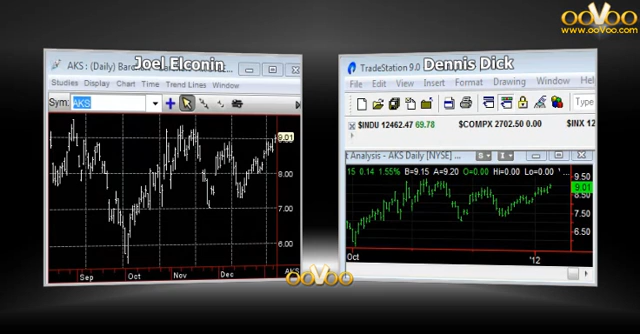 ooVoo
www.ooVoo.com
AKS : (Daily) Bar
Joel Elconin
Studies Display Chart Time Trend Lines Window
Sym: AKS
9.01
8.00
7.00
6.00
Sep Oct Nov Dec AKS
TradeStation 9.0
Dennis Dick
File Edit View Insert Format Drawing Window
Type
$INDU 12462.47 69.78 $COMPX 2702.50 0.00 $INX 12
t Analysis - AKS Daily [NYSE]...
15 0.14 1.55% B=9.15 A=9.20 O=0.00 Hi=0.00 Lo=0.00 ...
9.50
9.01
8.50
7.50
6.50
Oct '12
ooVoo